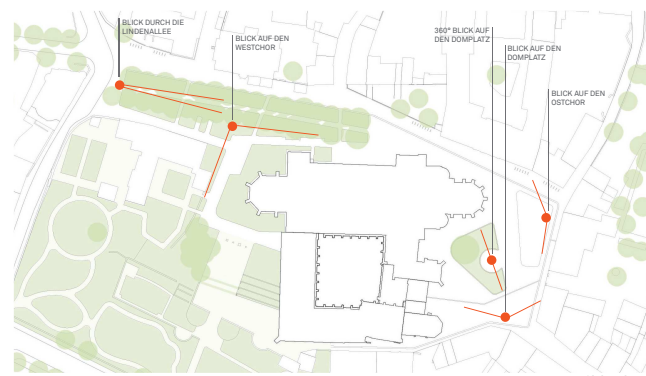 BLICK DURCH DIE
LINDENALLEE
BLICK AUF DEN
WESTCHOR
360° BLICK AUF
DEN DOMPLATZ
BLICK AUF DEN
DOMPLATZ
BLICK AUF DEN
OSTCHOR